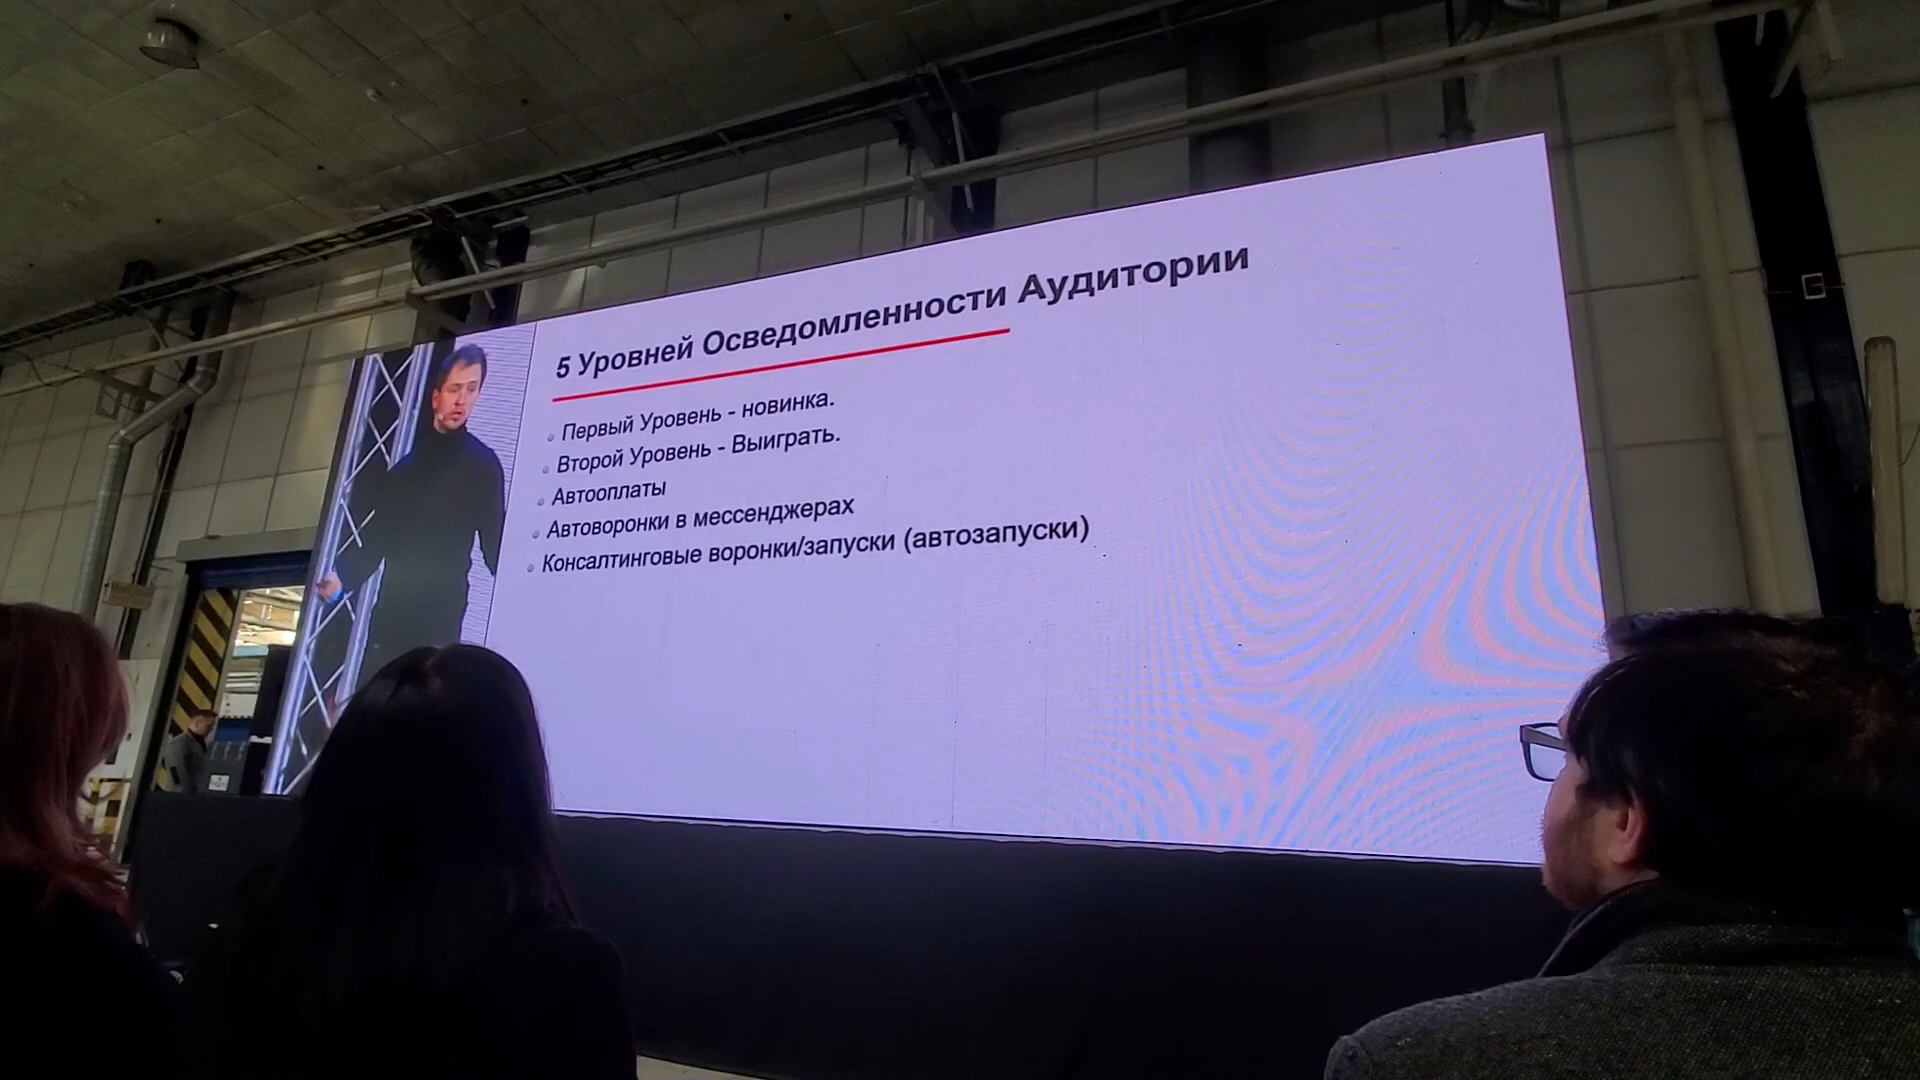 5 Уровней Осведомленности Аудитории
Первый Уровень - новинка.
Второй Уровень - Выиграть.
Автооплаты
Автоворонки в мессенджерах
Консалтинговые воронки/запуски (автозапуски)